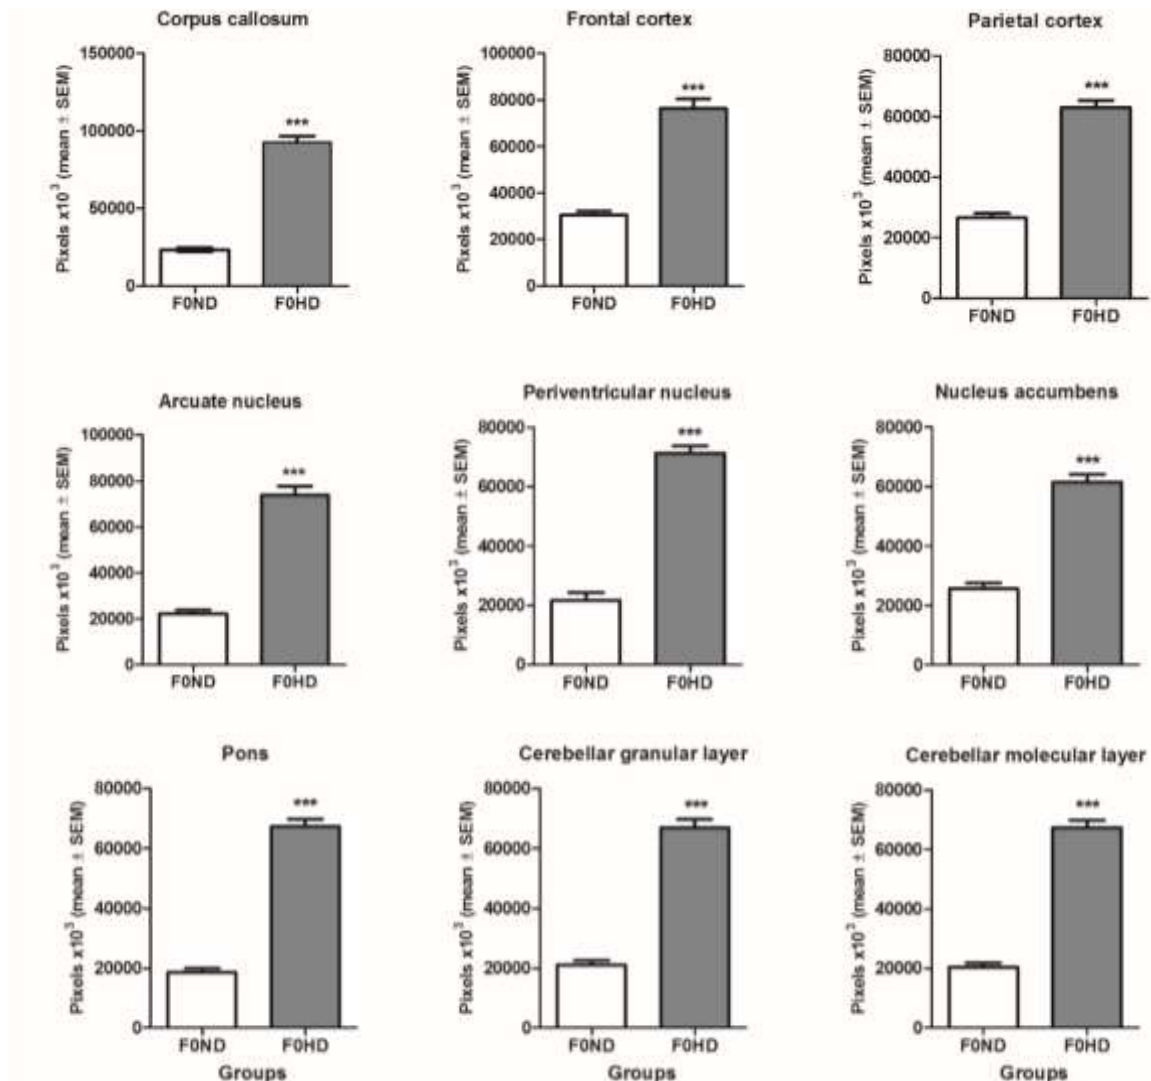 Corpus callosum
Pixels x10³ (mean ± SEM)
150000
100000
50000
0
***
F0ND F0HD
Frontal cortex
Pixels x10³ (mean ± SEM)
100000
80000
60000
40000
20000
0
***
F0ND F0HD
Parietal cortex
Pixels x10³ (mean ± SEM)
80000
60000
40000
20000
0
***
F0ND F0HD
Arcuate nucleus
Pixels x10³ (mean ± SEM)
100000
80000
60000
40000
20000
0
***
F0ND F0HD
Periventricular nucleus
Pixels x10³ (mean ± SEM)
80000
60000
40000
20000
0
***
F0ND F0HD
Nucleus accumbens
Pixels x10³ (mean ± SEM)
80000
60000
40000
20000
0
***
F0ND F0HD
Pons
Pixels x10³ (mean ± SEM)
80000
60000
40000
20000
0
***
F0ND F0HD
Groups
Cerebellar granular layer
Pixels x10³ (mean ± SEM)
80000
60000
40000
20000
0
***
F0ND F0HD
Groups
Cerebellar molecular layer
Pixels x10³ (mean ± SEM)
80000
60000
40000
20000
0
***
F0ND F0HD
Groups